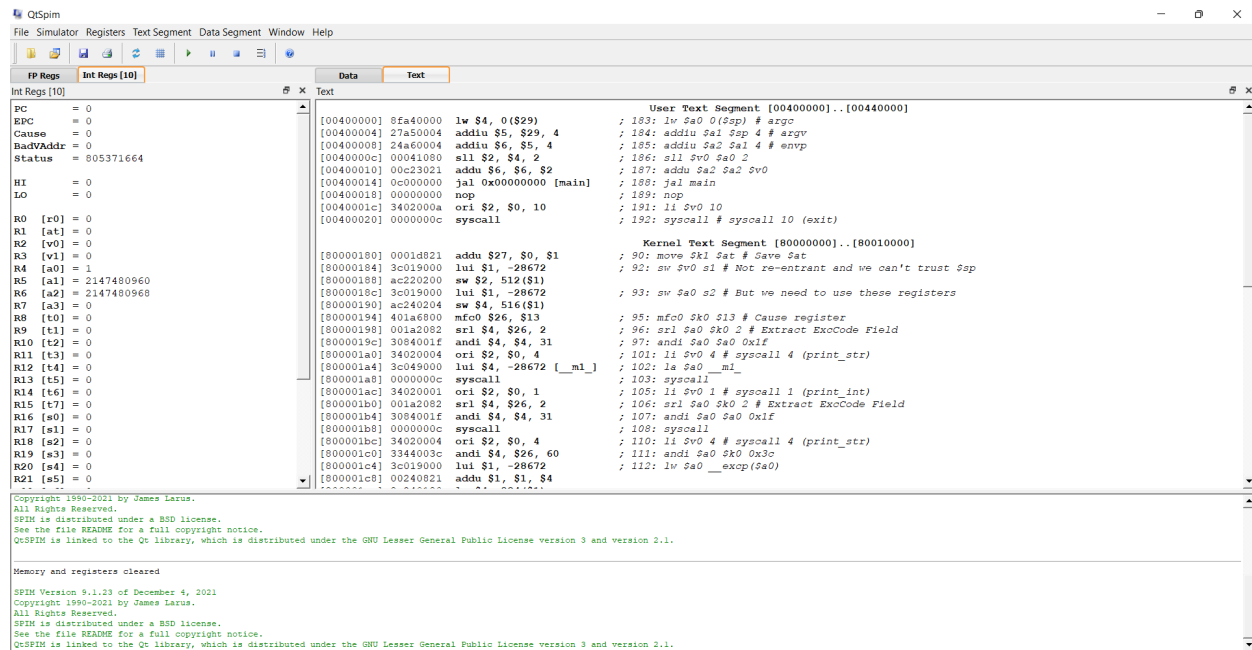 QtSpim
File Simulator Registers Text Segment Data Segment Window Help
FP Regs Int Regs [10]
Int Regs [10]
PC = 0
EPC = 0
Cause = 0
BadVAddr = 0
Status = 805371664
HI = 0
LO = 0
R0 [r0] = 0
R1 [at] = 0
R2 [v0] = 0
R3 [v1] = 0
R4 [a0] = 1
R5 [a1] = 2147480960
R6 [a2] = 2147480968
R7 [a3] = 0
R8 [t0] = 0
R9 [t1] = 0
R10 [t2] = 0
R11 [t3] = 0
R12 [t4] = 0
R13 [t5] = 0
R14 [t6] = 0
R15 [t7] = 0
R16 [s0] = 0
R17 [s1] = 0
R18 [s2] = 0
R19 [s3] = 0
R20 [s4] = 0
R21 [s5] = 0
Data Text
Text
User Text Segment [00400000]..[00440000]
[00400000] 8fa40000 lw $4, 0($29) ; 183: lw $a0 0($sp) # argc
[00400004] 27a50004 addiu $5, $29, 4 ; 184: addiu $a1 $sp 4 # argv
[00400008] 24a60004 addiu $6, $5, 4 ; 185: addiu $a2 $a1 4 # envp
[0040000c] 00041080 sll $2, $4, 2 ; 186: sll $v0 $a0 2
[00400010] 00c23021 addu $6, $6, $2 ; 187: addu $a2 $a2 $v0
[00400014] 0c000000 jal 0x00000000 [main] ; 188: jal main
[00400018] 00000000 nop ; 189: nop
[0040001c] 3402000a ori $2, $0, 10 ; 191: li $v0 10
[00400020] 0000000c syscall ; 192: syscall # syscall 10 (exit)
Kernel Text Segment [80000000]..[80010000]
[80000180] 0001d821 addu $27, $0, $1 ; 90: move $k1 $at # Save $at
[80000184] 3c019000 lui $1, -28672 ; 92: sw $v0 s1 # Not re-entrant and we can't trust $sp
[80000188] ac220200 sw $2, 512($1)
[8000018c] 3c019000 lui $1, -28672 ; 93: sw $a0 s2 # But we need to use these registers
[80000190] ac240204 sw $4, 516($1)
[80000194] 401a6800 mfc0 $26, $13 ; 95: mfc0 $k0 $13 # Cause register
[80000198] 001a2082 srl $4, $26, 2 ; 96: srl $a0 $k0 2 # Extract ExcCode Field
[8000019c] 3084001f andi $4, $4, 31 ; 97: andi $a0 $a0 0x1f
[800001a0] 34020004 ori $2, $0, 4 ; 101: li $v0 4 # syscall 4 (print_str)
[800001a4] 3c049000 lui $4, -28672 [__m1_] ; 102: la $a0 __m1_
[800001a8] 0000000c syscall ; 103: syscall
[800001ac] 34020001 ori $2, $0, 1 ; 105: li $v0 1 # syscall 1 (print_int)
[800001b0] 001a2082 srl $4, $26, 2 ; 106: srl $a0 $k0 2 # Extract ExcCode Field
[800001b4] 3084001f andi $4, $4, 31 ; 107: andi $a0 $a0 0x1f
[800001b8] 0000000c syscall ; 108: syscall
[800001bc] 34020004 ori $2, $0, 4 ; 110: li $v0 4 # syscall 4 (print_str)
[800001c0] 3344003c andi $4, $26, 60 ; 111: andi $a0 $k0 0x3c
[800001c4] 3c019000 lui $1, -28672 ; 112: lw $a0 __excp($a0)
[800001c8] 00240821 addu $1, $1, $4
Copyright 1990-2021 by James Larus.
All Rights Reserved.
SPIM is distributed under a BSD license.
See the file README for a full copyright notice.
QtSPIM is linked to the Qt library, which is distributed under the GNU Lesser General Public License version 3 and version 2.1.
Memory and registers cleared
SPIM Version 9.1.23 of December 4, 2021
Copyright 1990-2021 by James Larus.
All Rights Reserved.
SPIM is distributed under a BSD license.
See the file README for a full copyright notice.
QtSPIM is linked to the Qt library, which is distributed under the GNU Lesser General Public License version 3 and version 2.1.